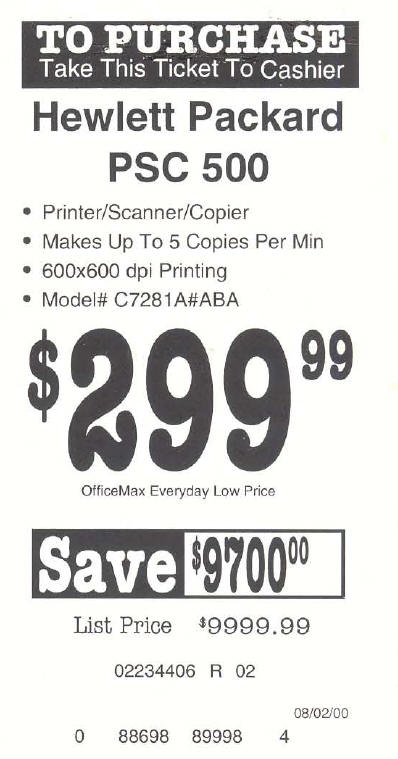 TO PURCHASE
Take This Ticket To Cashier
Hewlett Packard
PSC 500
• Printer/Scanner/Copier
• Makes Up To 5 Copies Per Min
• 600x600 dpi Printing
• Model# C7281A#ABA
$299 99
OfficeMax Everyday Low Price
Save $9700 00
List Price $9999.99
02234406 R 02
08/02/00
0 88698 89998 4